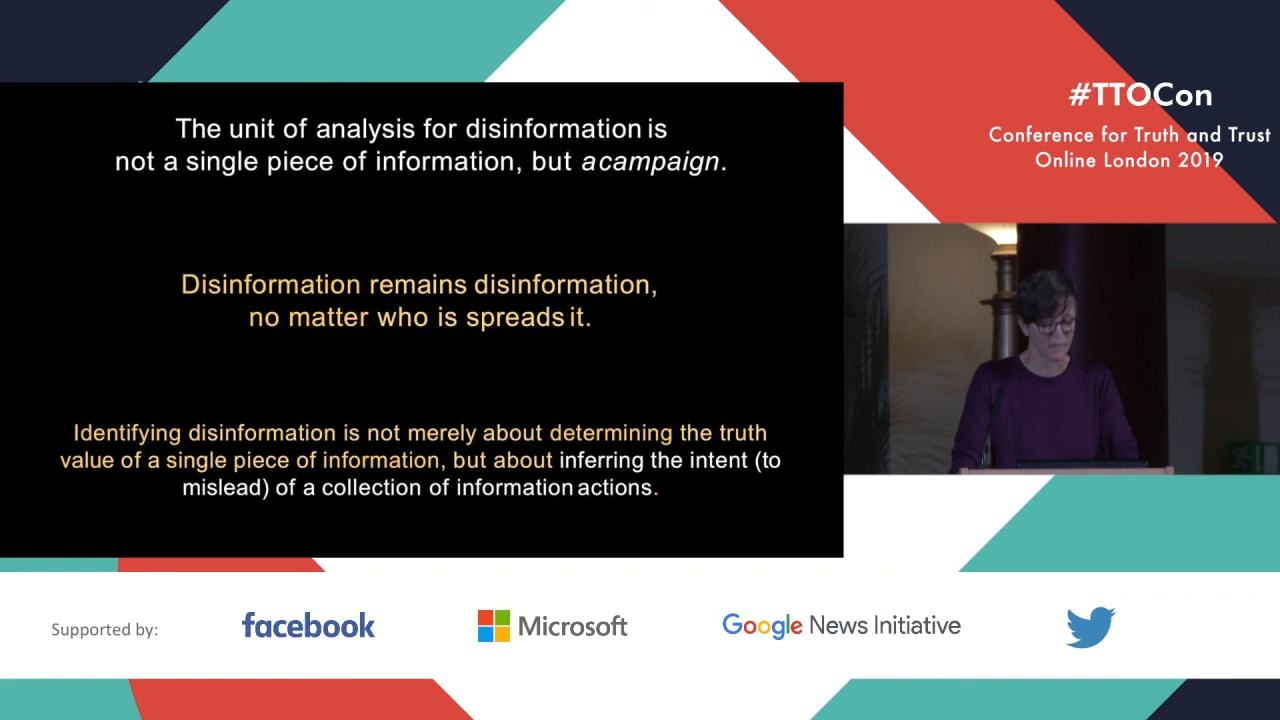 The unit of analysis for disinformation is
not a single piece of information, but a campaign.
Disinformation remains disinformation,
no matter who is spreads it.
Identifying disinformation is not merely about determining the truth
value of a single piece of information, but about inferring the intent (to
mislead) of a collection of information actions.
#TTOCon
Conference for Truth and Trust
Online London 2019
Supported by:
facebook
Microsoft
Google News Initiative